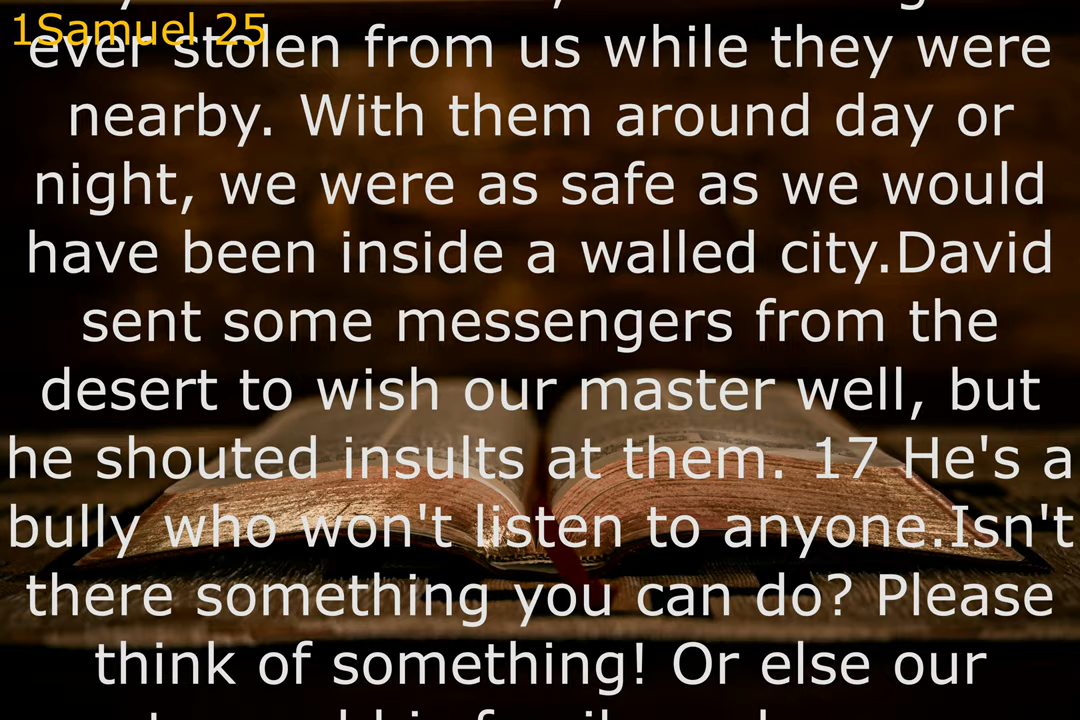 1Samuel 25
ever stolen from us while they were
nearby. With them around day or
night, we were as safe as we would
have been inside a walled city.David
sent some messengers from the
desert to wish our master well, but
he shouted insults at them. 17 He's a
bully who won't listen to anyone.Isn't
there something you can do? Please
think of something! Or else our